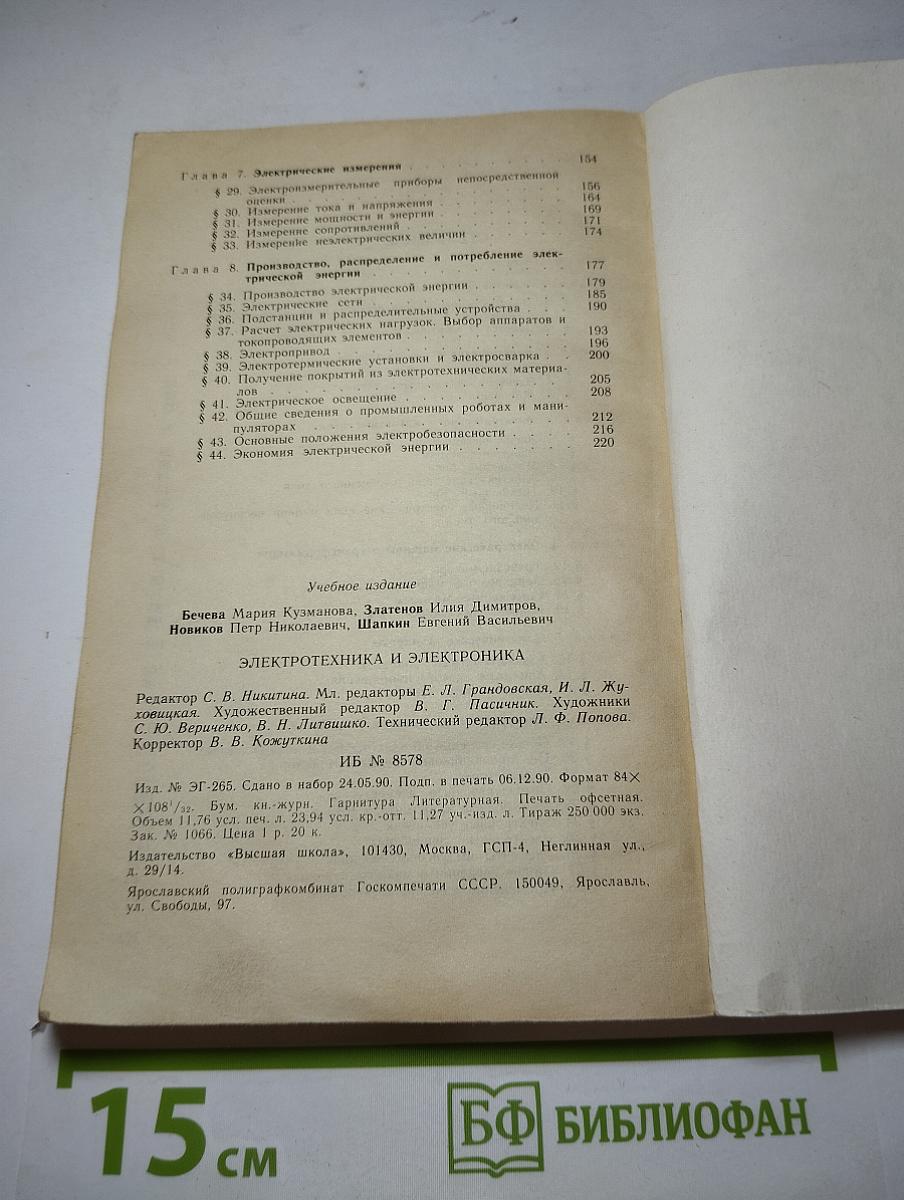 Глава 7. Электрические измерения . . . . . . . . . . 154
§ 29. Электроизмерительные приборы непосредственной
оценки . . . . . . . . . . . . 156
§ 30. Измерение тока и напряжения . . . . . . . 164
§ 31. Измерение мощности и энергии . . . . . . . 169
§ 32. Измерение сопротивлений . . . . . . . . 171
§ 33. Измерение неэлектрических величин . . . . . 174
Глава 8. Производство, распределение и потребление элек-
трической энергии . . . . . . . . . . 177
§ 34. Производство электрической энергии . . . . . . 179
§ 35. Электрические сети . . . . . . . . . . 185
§ 36. Подстанции и распределительные устройства . . . 190
§ 37. Расчет электрических нагрузок. Выбор аппаратов и
токопроводящих элементов . . . . . . . . 193
§ 38. Электропривод . . . . . . . . . . . 196
§ 39. Электротермические установки и электросварка . . 200
§ 40. Получение покрытий из электротехнических материа-
лов . . . . . . . . . . . . . . 205
§ 41. Электрическое освещение . . . . . . . . . 208
§ 42. Общие сведения о промышленных роботах и мани-
пуляторах . . . . . . . . . . . . 212
§ 43. Основные положения электробезопасности . . . . 216
§ 44. Экономия электрической энергии . . . . . . . 220
Учебное издание
Бечева Мария Кузманова, Златенов Илия Димитров,
Новиков Петр Николаевич, Шапкин Евгений Васильевич
ЭЛЕКТРОТЕХНИКА И ЭЛЕКТРОНИКА
Редактор С. В. Никитина. Мл. редакторы Е. Л. Грандовская, И. Л. Жу-
ховицкая. Художественный редактор В. Г. Пасичник. Художники
С. Ю. Вериченко, В. Н. Литвишко. Технический редактор Л. Ф. Попова.
Корректор В. В. Кожуткина
ИБ № 8578
Изд. № ЭГ-265. Сдано в набор 24.05.90. Подп. в печать 06.12.90. Формат 84×
×108¹/₃₂. Бум. кн.-журн. Гарнитура Литературная. Печать офсетная.
Объем 11,76 усл. печ. л. 23,94 усл. кр.-отт. 11,27 уч.-изд. л. Тираж 250 000 экз.
Зак. № 1066. Цена 1 р. 20 к.
Издательство «Высшая школа», 101430, Москва, ГСП-4, Неглинная ул.,
д. 29/14.
Ярославский полиграфкомбинат Госкомпечати СССР. 150049, Ярославль,
ул. Свободы, 97.
15 см
БФ БИБЛИОФАН